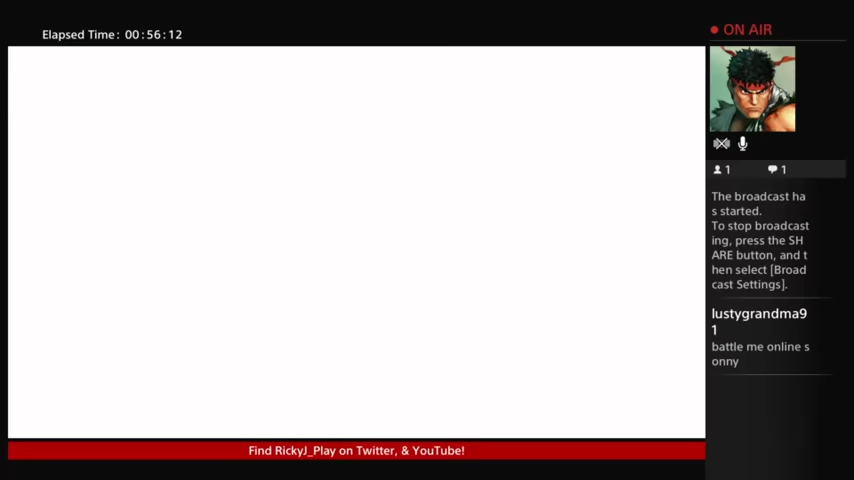 Elapsed Time: 00:56:12
ON AIR
1 1
The broadcast ha
s started.
To stop broadcast
ing, press the SH
ARE button, and t
hen select [Broad
cast Settings].
lustygrandma9
1
battle me online s
onny
Find RickyJ_Play on Twitter, & YouTube!